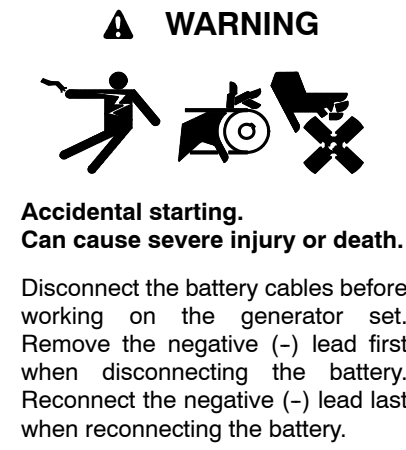 WARNING
Accidental starting.
Can cause severe injury or death.
Disconnect the battery cables before
working on the generator set.
Remove the negative (-) lead first
when disconnecting the battery.
Reconnect the negative (-) lead last
when reconnecting the battery.